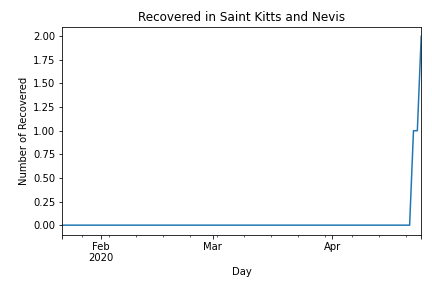 Recovered in Saint Kitts and Nevis
Number of Recovered
2.00
1.75
1.50
1.25
1.00
0.75
0.50
0.25
0.00
Feb
2020
Mar
Apr
Day